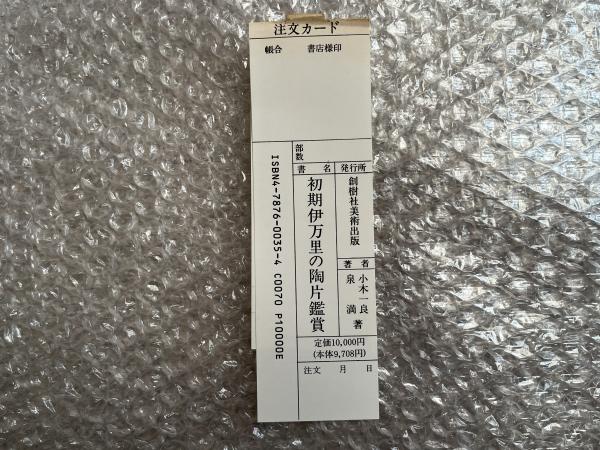 注文カード
帳合 書店様印
部数
書名
初期伊万里の陶片鑑賞
発行所
創樹社美術出版
著者
小木一良
泉満 著
定価10,000円
(本体9,708円)
注文 月 日
ISBN4-7876-0035-4 C0070 P10000E